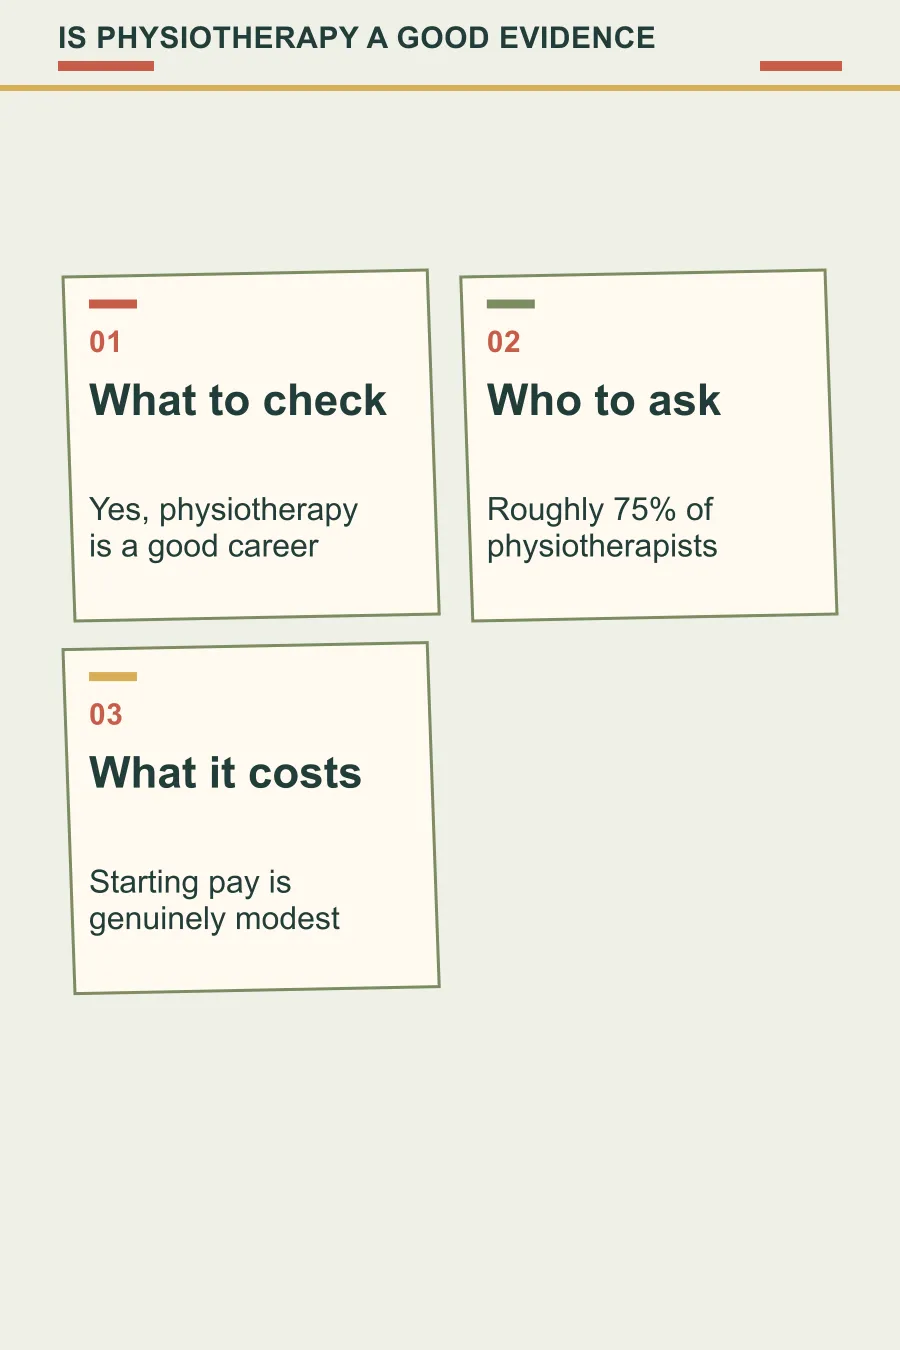 IS PHYSIOTHERAPY A GOOD EVIDENCE
01
What to check
Yes, physiotherapy
is a good career
02
Who to ask
Roughly 75% of
physiotherapists
03
What it costs
Starting pay is
genuinely modest